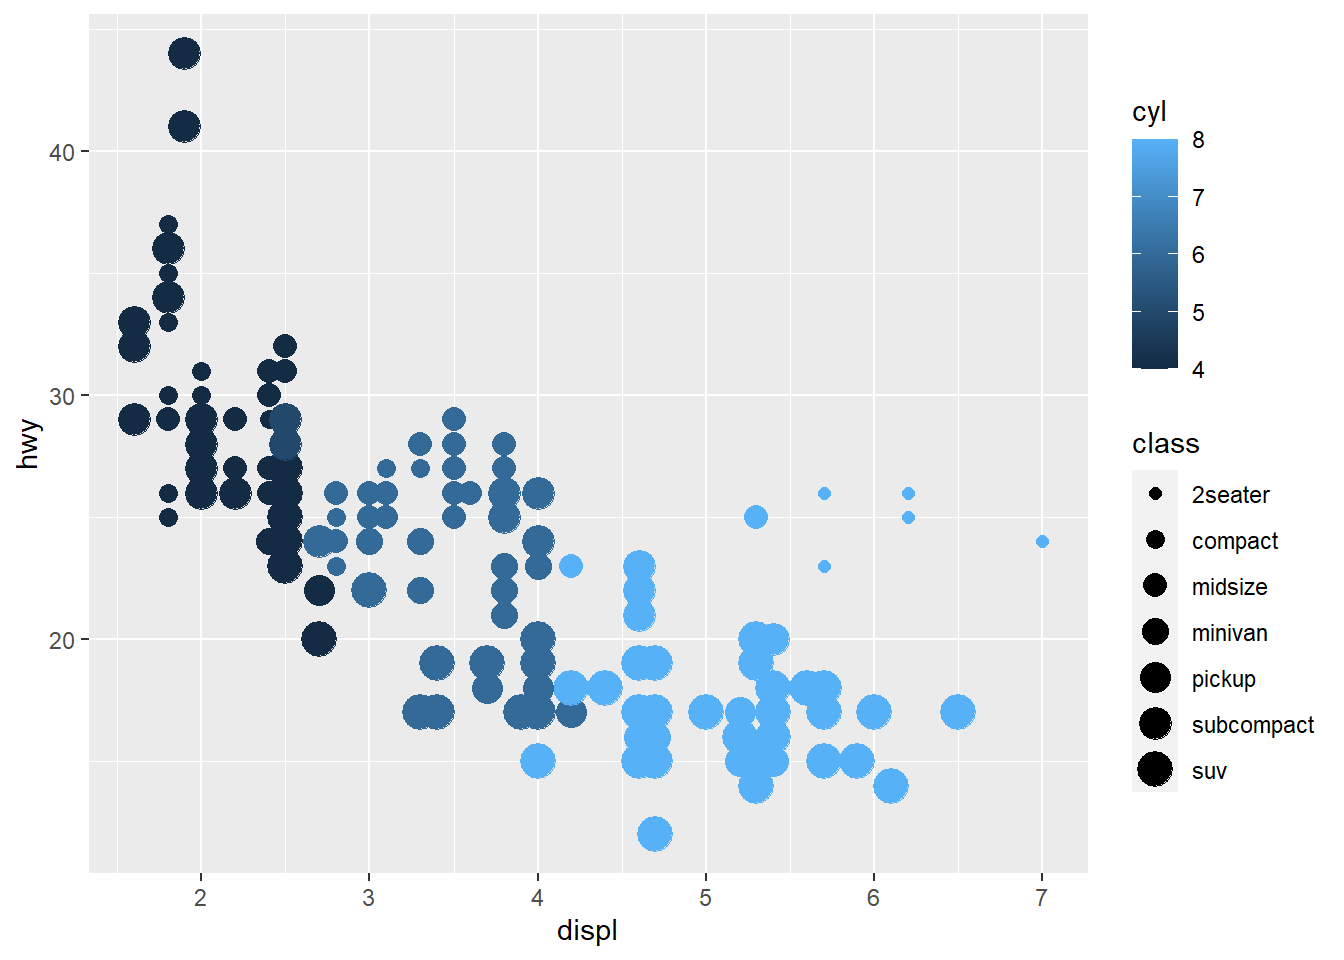 hwy
40
30
20
2 3 4 5 6 7
displ
cyl
8
7
6
5
4
class
2seater
compact
midsize
minivan
pickup
subcompact
suv